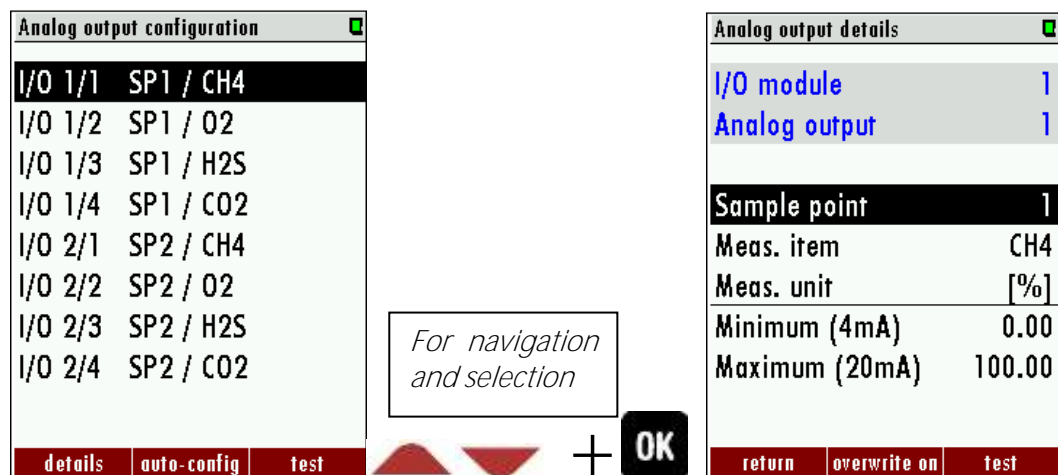 Analog output configuration
I/O 1/1 SP1 / CH4
I/O 1/2 SP1 / O2
I/O 1/3 SP1 / H2S
I/O 1/4 SP1 / CO2
I/O 2/1 SP2 / CH4
I/O 2/2 SP2 / O2
I/O 2/3 SP2 / H2S
I/O 2/4 SP2 / CO2
details auto-config test
For navigation
and selection
+ OK
Analog output details
I/O module 1
Analog output 1
Sample point 1
Meas. item CH4
Meas. unit [%]
Minimum (4mA) 0.00
Maximum (20mA) 100.00
return overwrite on test